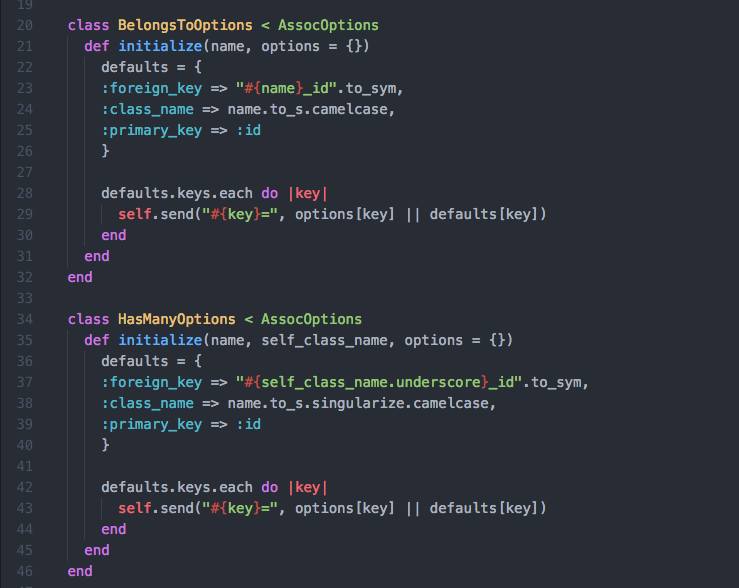 19
20 class BelongsToOptions < AssocOptions
21 def initialize(name, options = {})
22 defaults = {
23 :foreign_key => "#{name}_id".to_sym,
24 :class_name => name.to_s.camelcase,
25 :primary_key => :id
26 }
27
28 defaults.keys.each do |key|
29 self.send("#{key}=", options[key] || defaults[key])
30 end
31 end
32 end
33
34 class HasManyOptions < AssocOptions
35 def initialize(name, self_class_name, options = {})
36 defaults = {
37 :foreign_key => "#{self_class_name.underscore}_id".to_sym,
38 :class_name => name.to_s.singularize.camelcase,
39 :primary_key => :id
40 }
41
42 defaults.keys.each do |key|
43 self.send("#{key}=", options[key] || defaults[key])
44 end
45 end
46 end